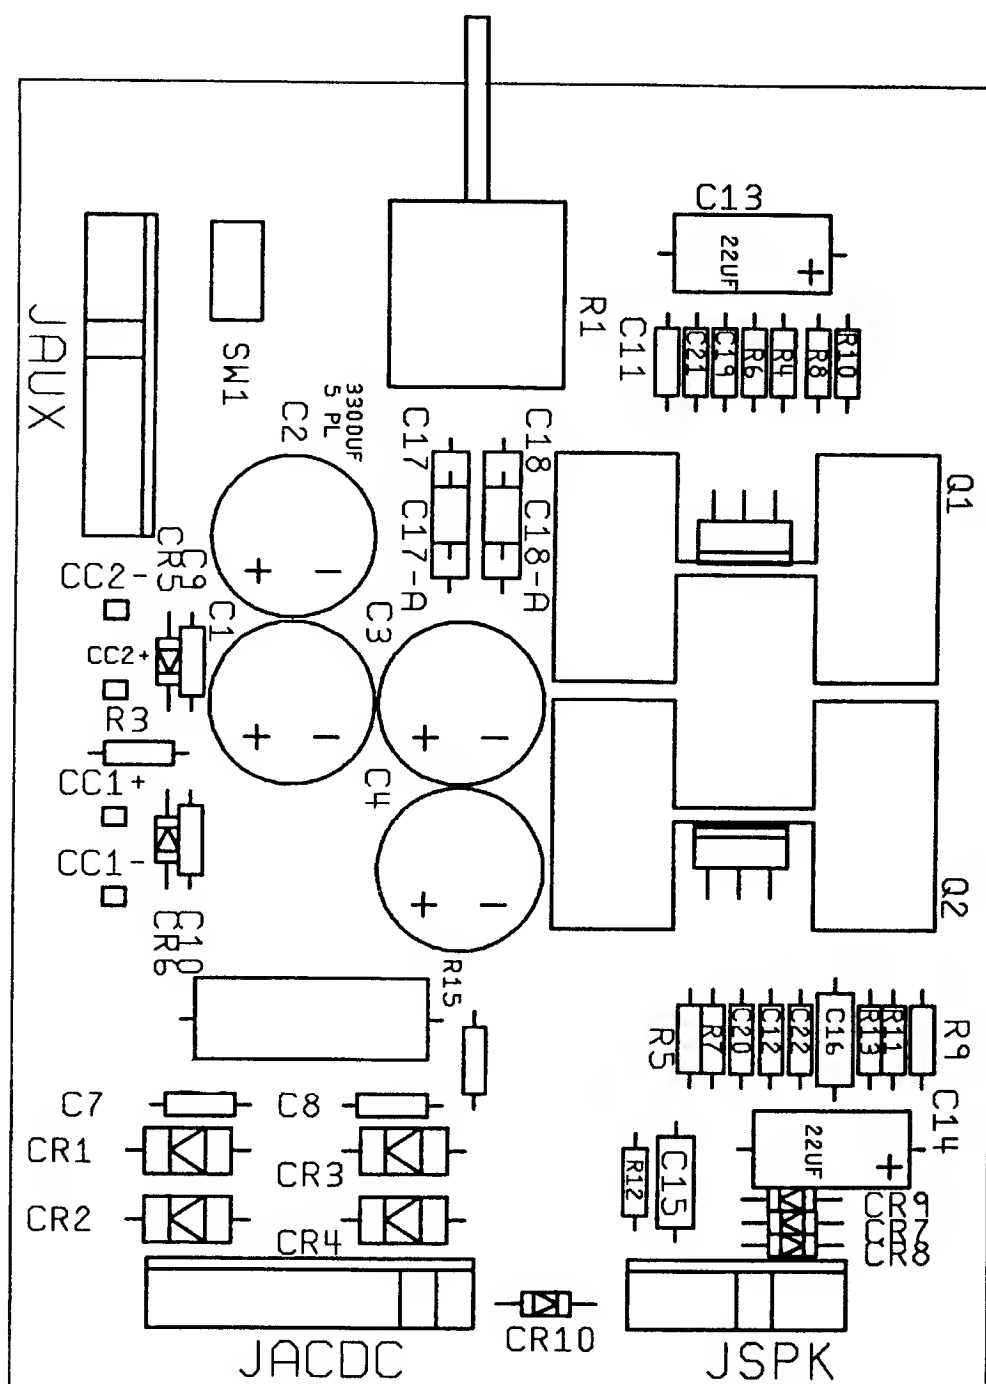 C13
22UF
+
R1
C11
C21
C19
R6
R4
R8
R10
JAUX
SW1
C2
3300UF
5 PL
C17
C18
C17-A
C18-A
Q1
+ -
CR5
C9
CC2-
CC2+
C1
C3
+ -
+ -
R3
CC1+
CC1-
C4
+ -
Q2
CR6
C10
R15
R5
R7
C20
C12
C22
C16
R13
R11
R9
C7
C8
C14
22UF
+
CR1
CR3
R12
C15
CR9
CR2
CR4
CR7
CR8
CR10
JACDC
JSPK